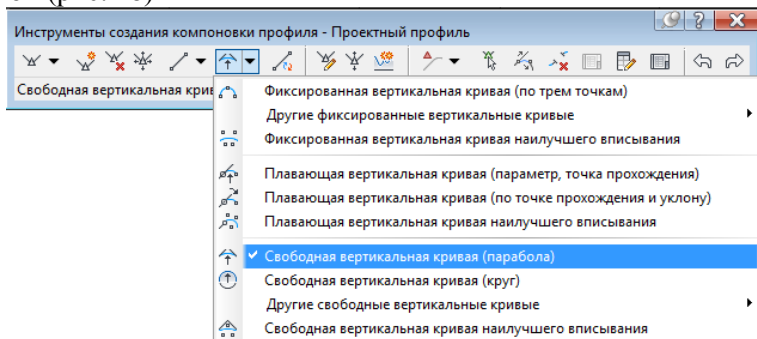 Инструменты создания компоновки профиля - Проектный профиль
Свободная вертикальная
Фиксированная вертикальная кривая (по трем точкам)
Другие фиксированные вертикальные кривые
Фиксированная вертикальная кривая наилучшего вписывания
Плавающая вертикальная кривая (параметр, точка прохождения)
Плавающая вертикальная кривая (по точке прохождения и уклону)
Плавающая вертикальная кривая наилучшего вписывания
Свободная вертикальная кривая (парабола)
Свободная вертикальная кривая (круг)
Другие свободные вертикальные кривые
Свободная вертикальная кривая наилучшего вписывания